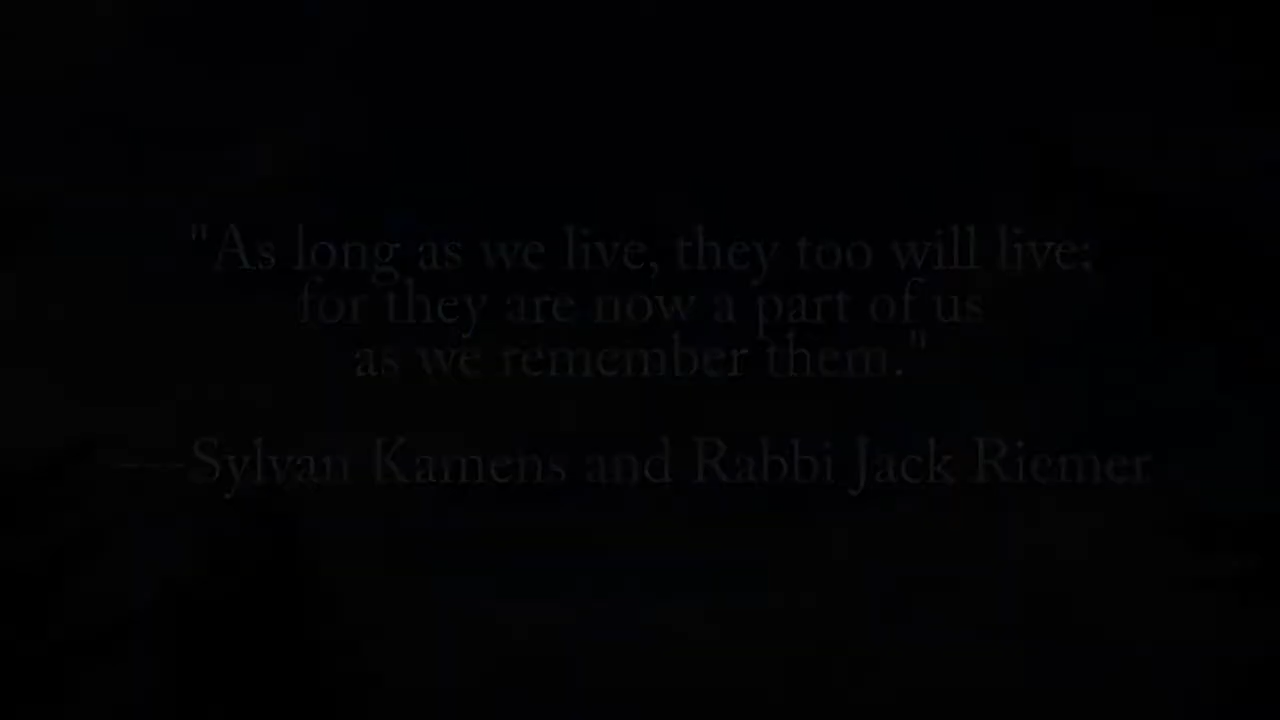 "As long as we live, they too will live;
for they are now a part of us
as we remember them."
—Sylvan Kamens and Rabbi Jack Riemer